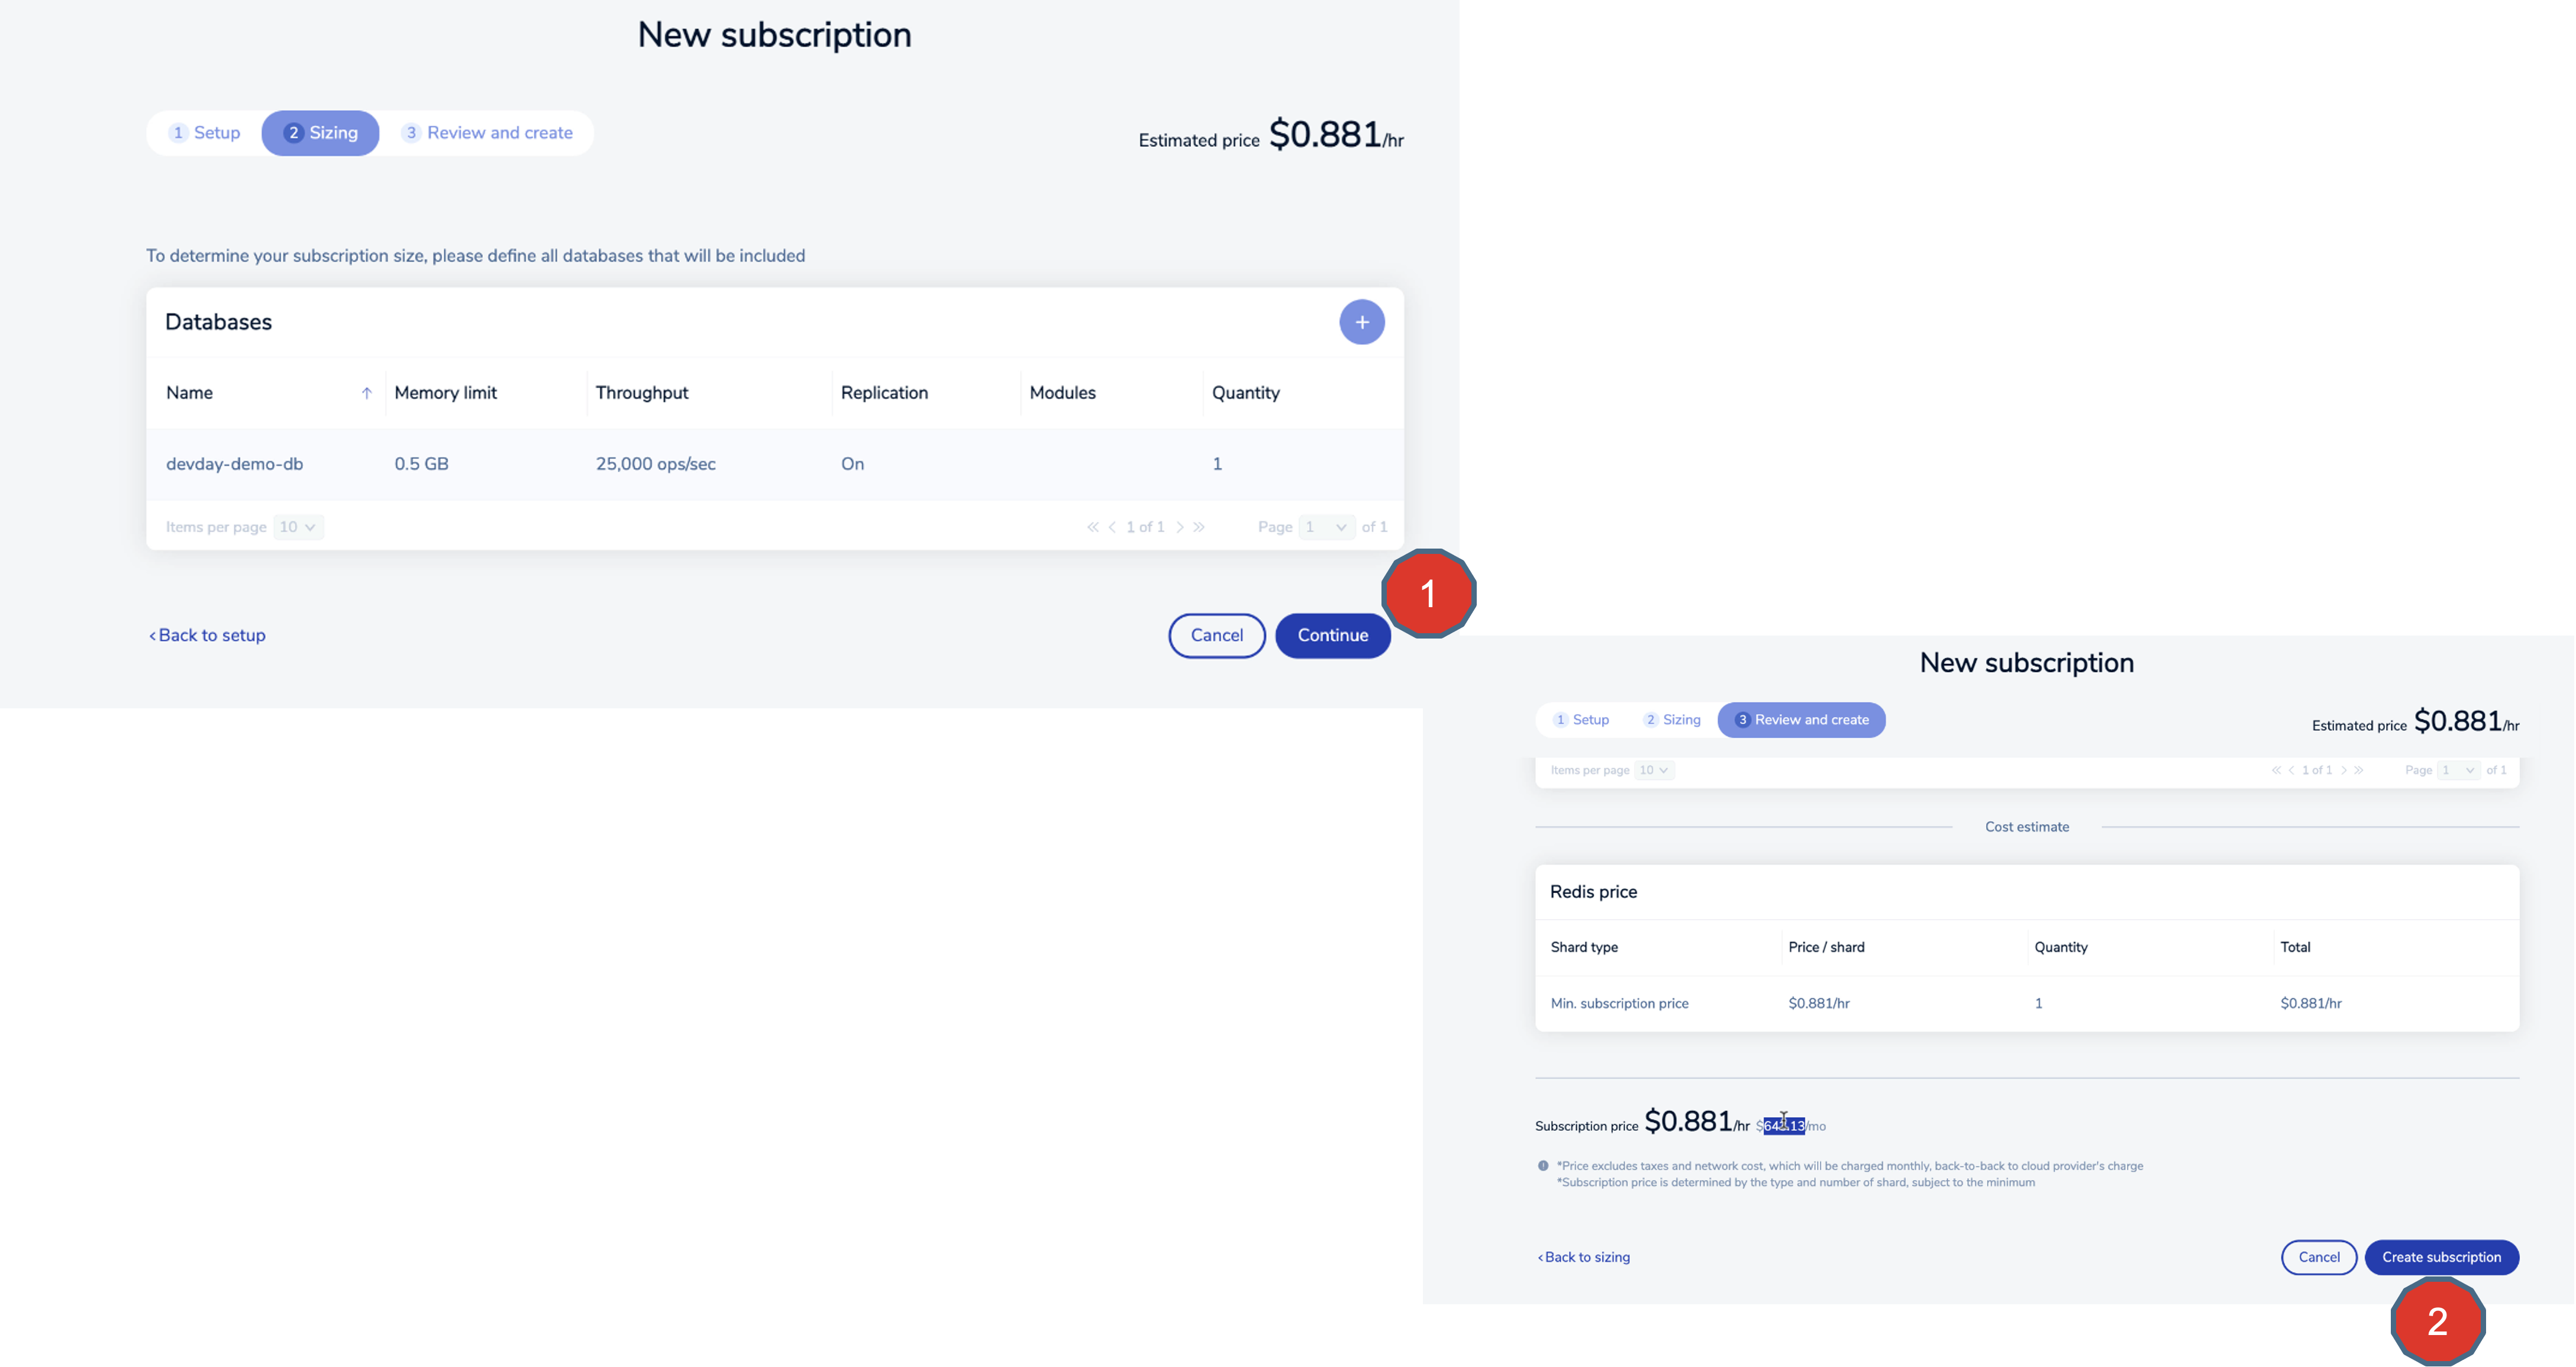 New subscription
1 Setup 2 Sizing 3 Review and create
Estimated price $0.881/hr
To determine your subscription size, please define all databases that will be included
Databases +
Name ↑ Memory limit Throughput Replication Modules Quantity
devday-demo-db 0.5 GB 25,000 ops/sec On 1
Items per page 10 « < 1 of 1 > » Page 1 of 1
1
‹ Back to setup Cancel Continue
New subscription
1 Setup 2 Sizing 3 Review and create
Estimated price $0.881/hr
Items per page 10 « < 1 of 1 > » Page 1 of 1
Cost estimate
Redis price
Shard type Price / shard Quantity Total
Min. subscription price $0.881/hr 1 $0.881/hr
Subscription price $0.881/hr /mo
*Price excludes taxes and network cost, which will be charged monthly, back-to-back to cloud provider's charge
*Subscription price is determined by the type and number of shard, subject to the minimum
‹ Back to sizing Cancel Create subscription
2